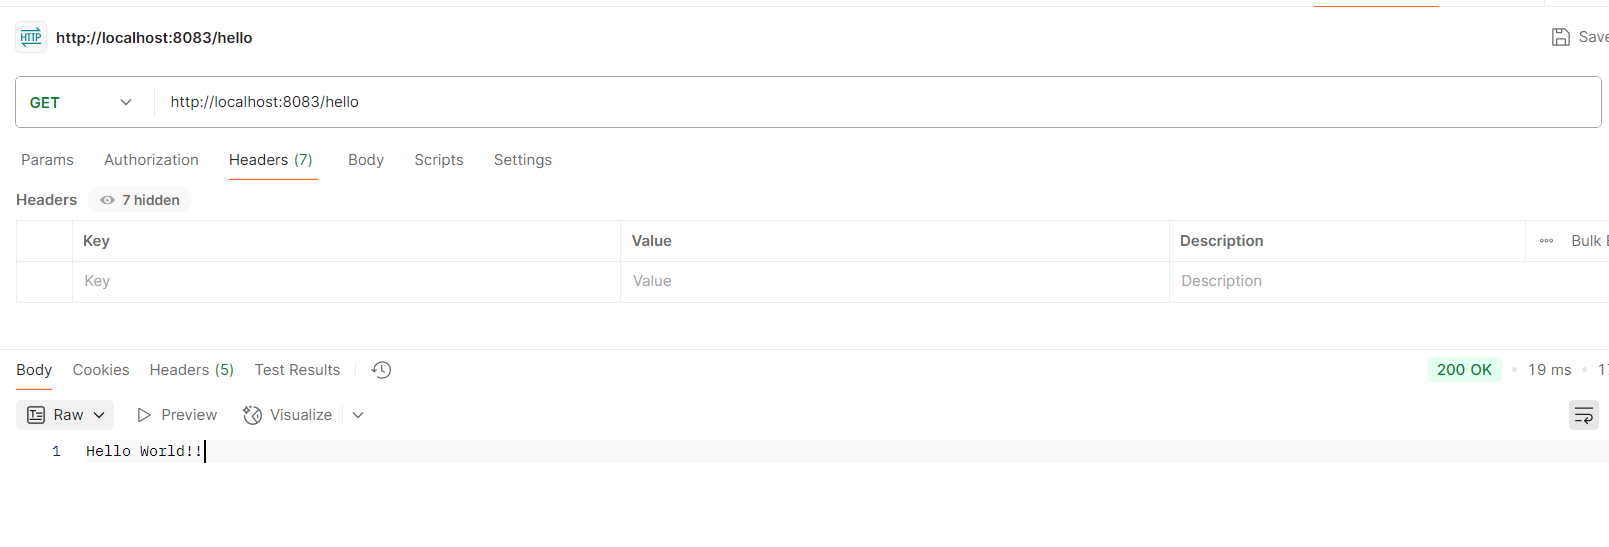 HTTP http://localhost:8083/hello Save
GET http://localhost:8083/hello
Params Authorization Headers (7) Body Scripts Settings
Headers 7 hidden
Key Value Description Bulk
Key Value Description
Body Cookies Headers (5) Test Results 200 OK 19 ms
Raw Preview Visualize
1 Hello World!!